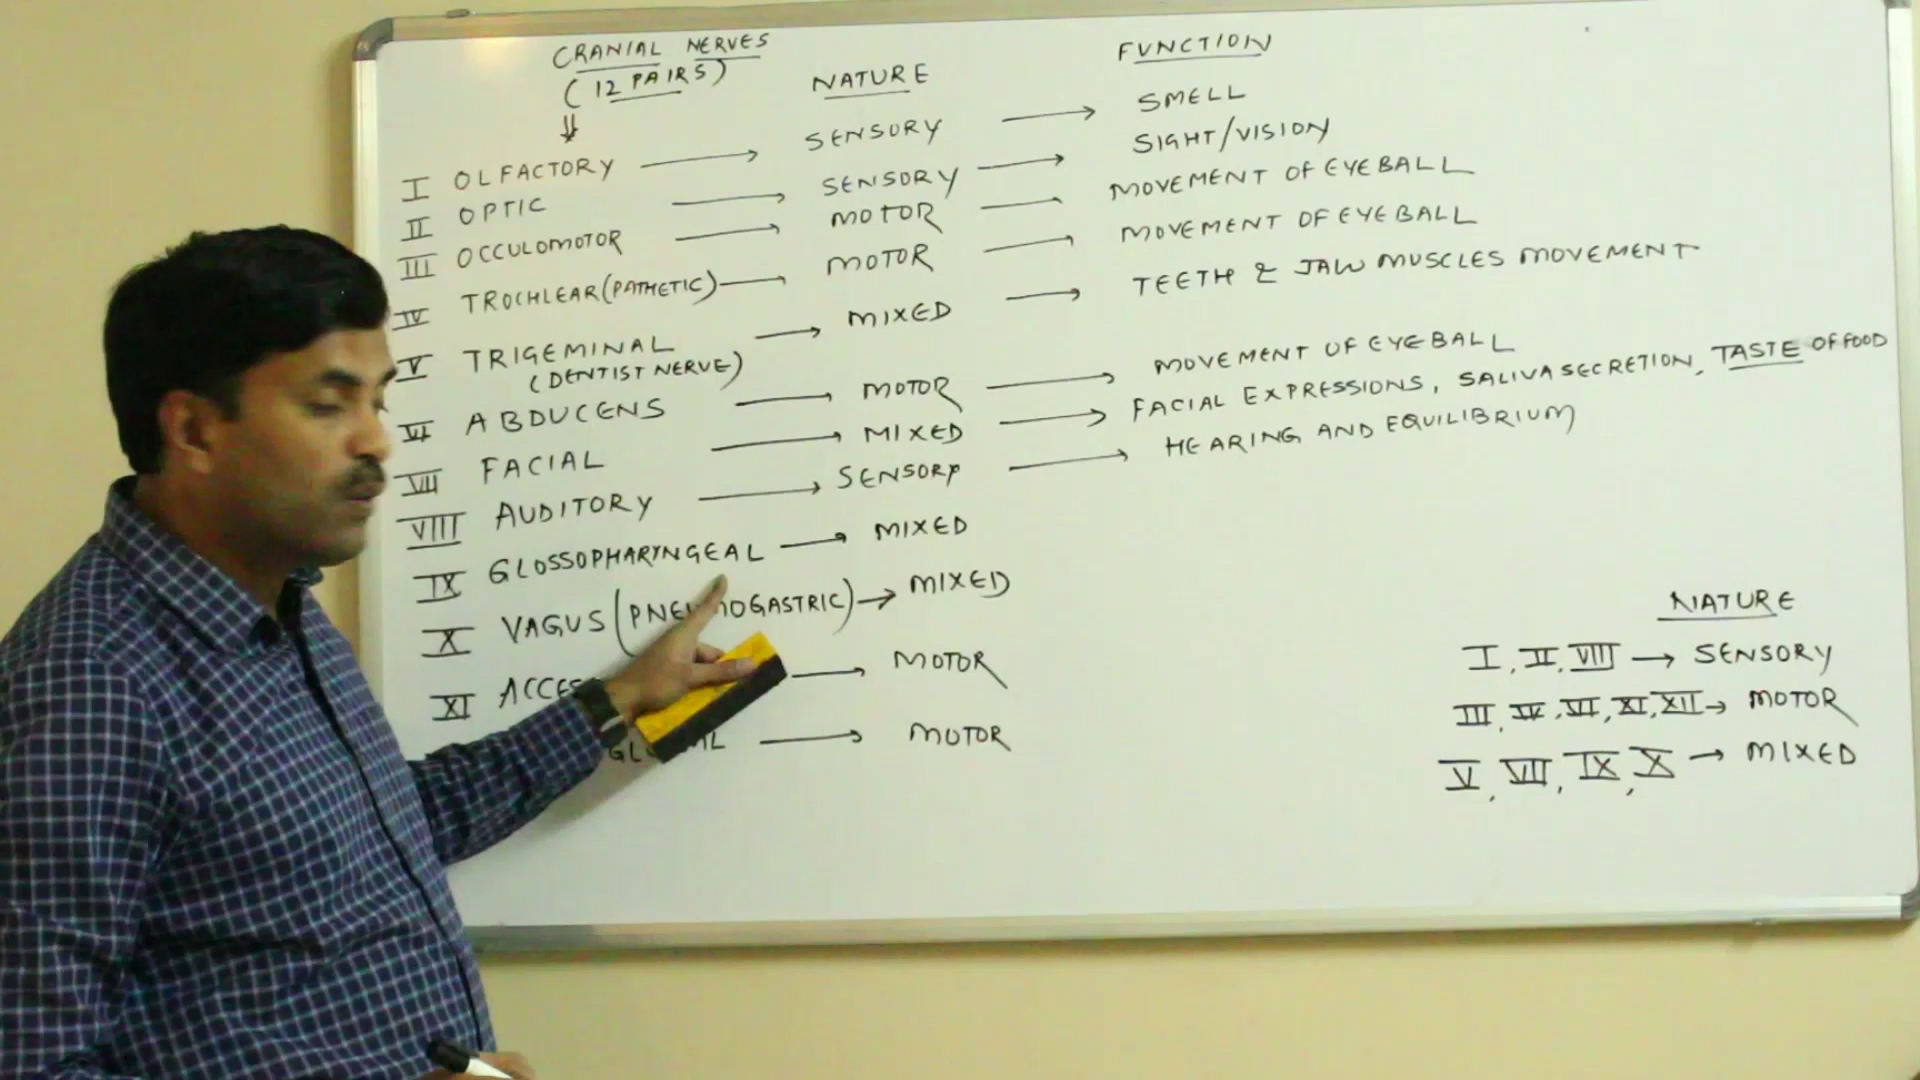 CRANIAL NERVES
(12 PAIRS)
NATURE
FUNCTION
I OLFACTORY → SENSORY → SMELL
II OPTIC → SENSORY → SIGHT/VISION
III OCCULOMOTOR → MOTOR → MOVEMENT OF EYEBALL
IV TROCHLEAR (PATHETIC) → MOTOR → MOVEMENT OF EYEBALL
V TRIGEMINAL → MIXED → TEETH & JAW MUSCLES MOVEMENT
(DENTIST NERVE)
VI ABDUCENS → MOTOR → MOVEMENT OF EYEBALL
VII FACIAL → MIXED → FACIAL EXPRESSIONS, SALIVA SECRETION, TASTE OF FOOD
VIII AUDITORY → SENSORY → HEARING AND EQUILIBRIUM
IX GLOSSOPHARYNGEAL → MIXED
X VAGUS (PNEUMOGASTRIC) → MIXED
XI → MOTOR
→ MOTOR
NATURE
I, II, VIII → SENSORY
III, IV, VI, XI, XII → MOTOR
V, VII, IX, X → MIXED